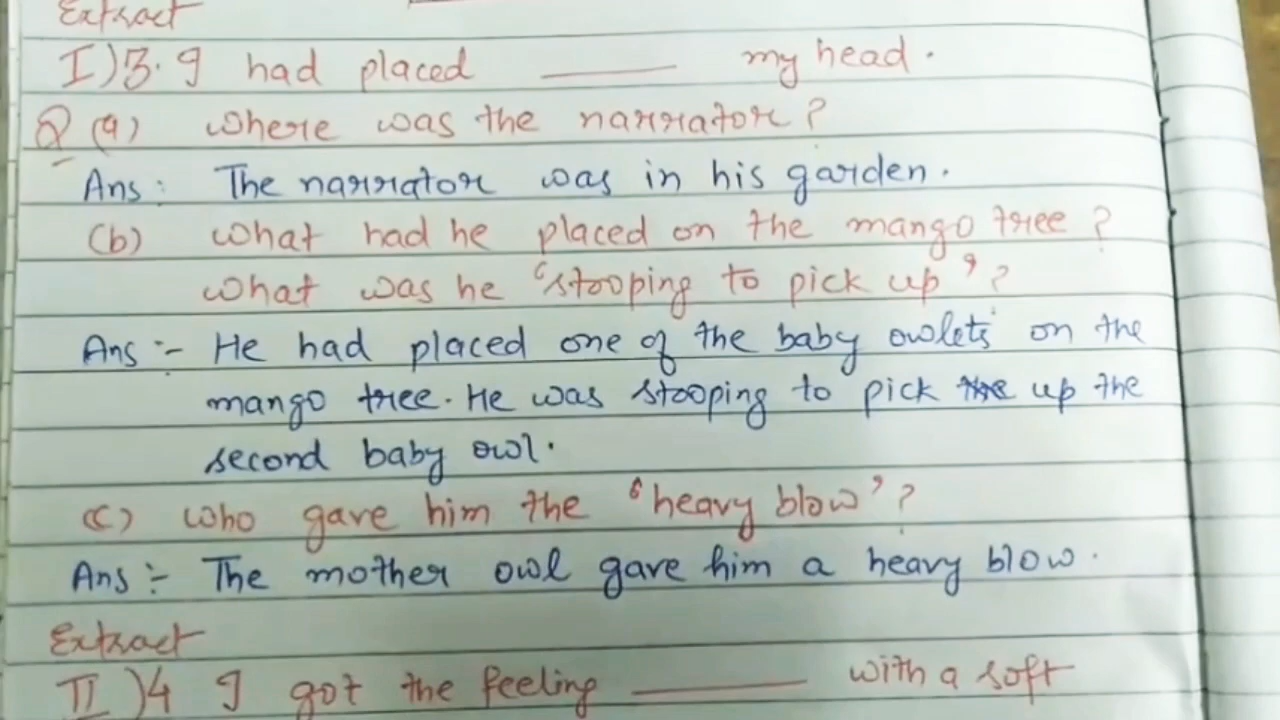 Extract
I) 3. I had placed ______ my head.
Q (a) Where was the narrator?
Ans: The narrator was in his garden.
(b) What had he placed on the mango tree?
What was he 'stooping to pick up'?
Ans :- He had placed one of the baby owlets on the
mango tree. He was stooping to pick up the
second baby owl.
(c) Who gave him the 'heavy blow'?
Ans :- The mother owl gave him a heavy blow.
Extract
II) 4 I got the feeling ______ with a soft